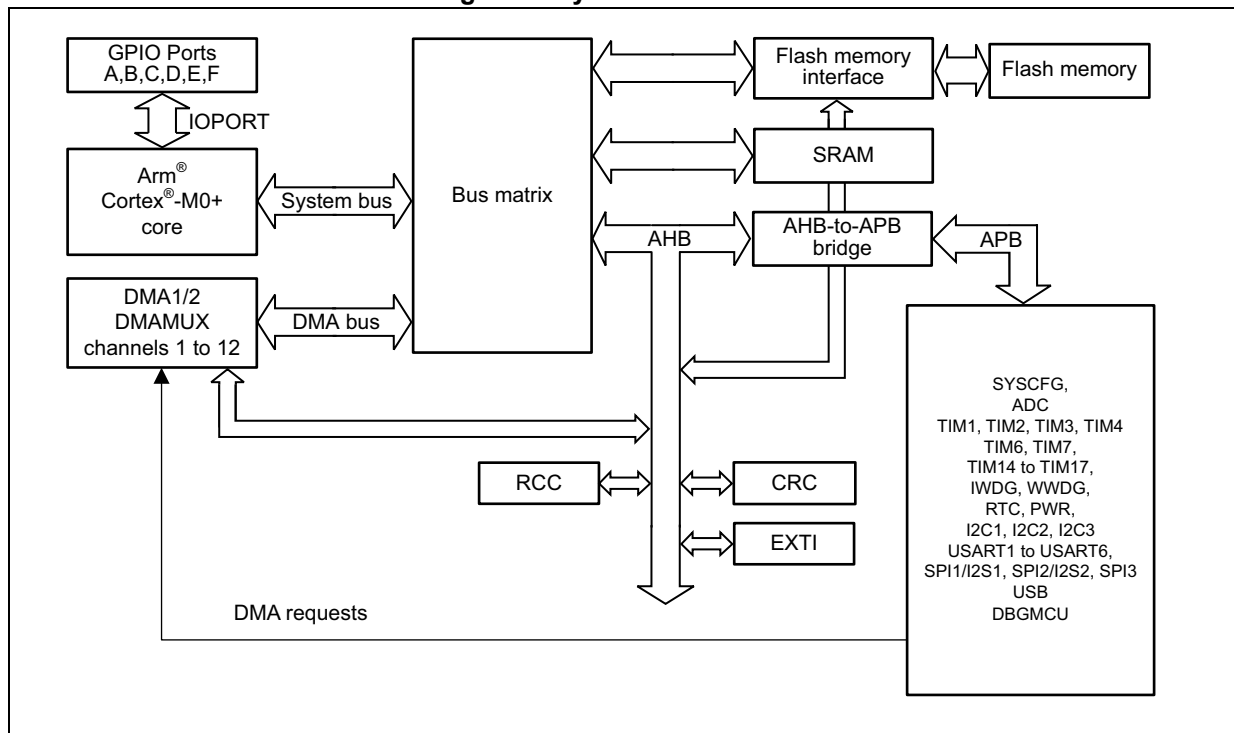 GPIO Ports
A,B,C,D,E,F
IOPORT
Arm®
Cortex®-M0+
core
System bus
DMA1/2
DMAMUX
channels 1 to 12
DMA bus
Bus matrix
Flash memory
interface
Flash memory
SRAM
AHB
AHB-to-APB
bridge
APB
RCC
CRC
EXTI
DMA requests
SYSCFG,
ADC
TIM1, TIM2, TIM3, TIM4
TIM6, TIM7,
TIM14 to TIM17,
IWDG, WWDG,
RTC, PWR,
I2C1, I2C2, I2C3
USART1 to USART6,
SPI1/I2S1, SPI2/I2S2, SPI3
USB
DBGMCU